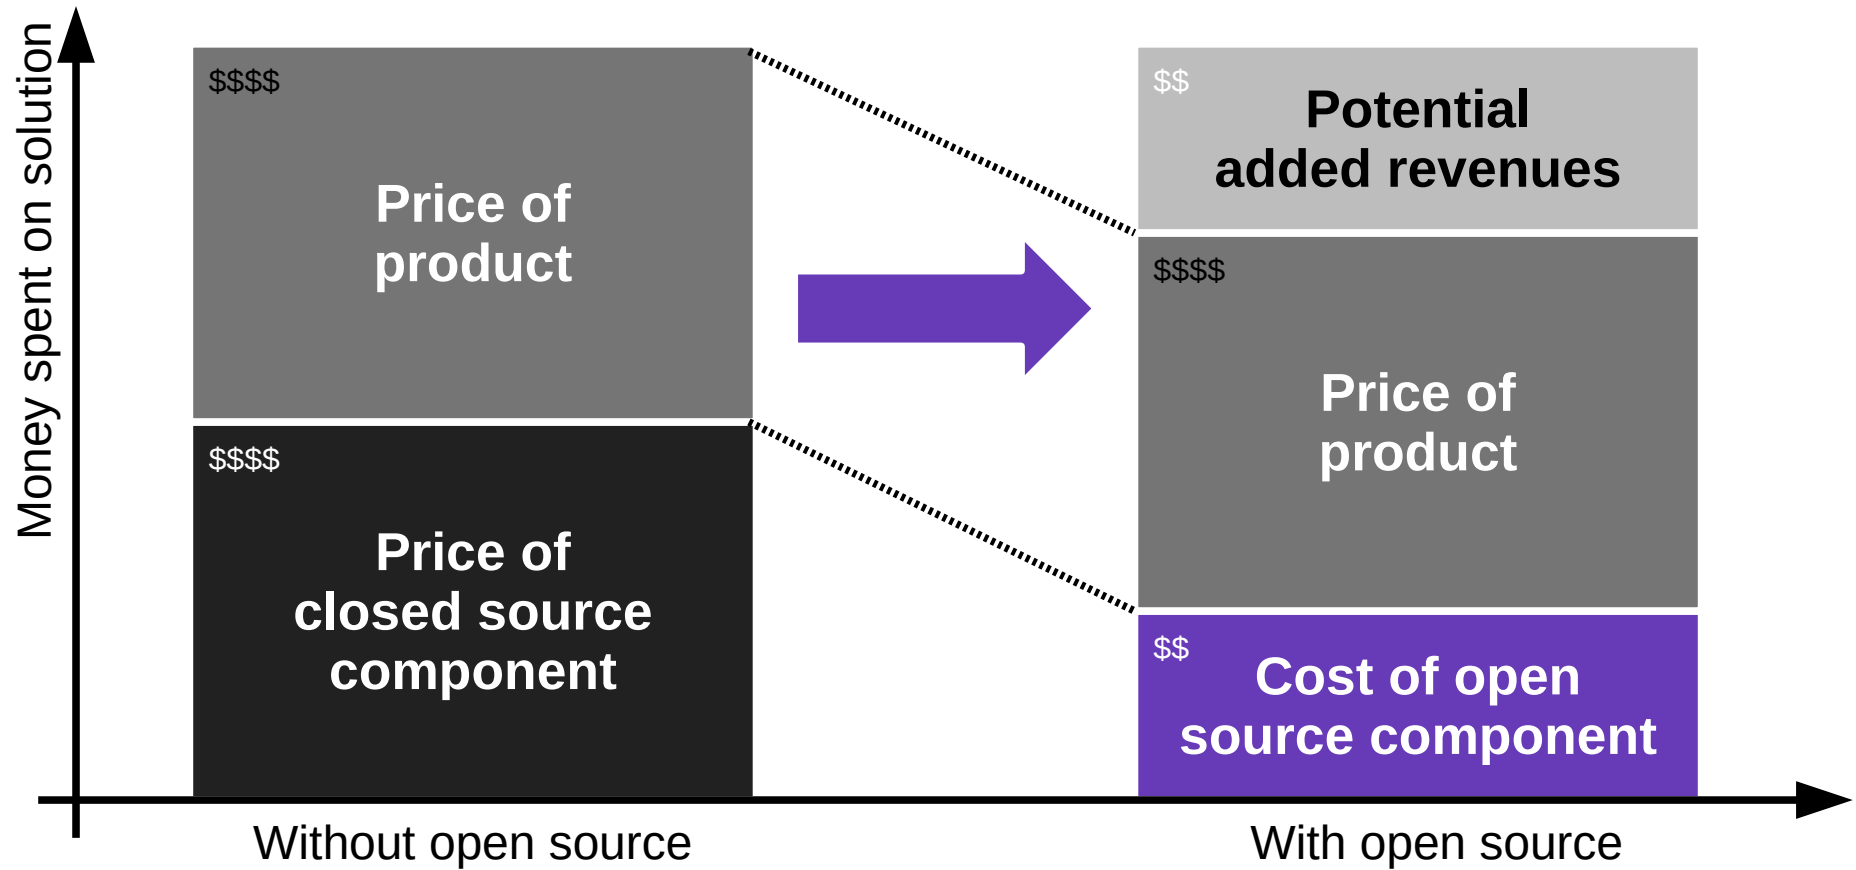 Money spent on solution
$$$$
Price of
product
$$$$
Price of
closed source
component
$$
Potential
added revenues
$$$$
Price of
product
$$
Cost of open
source component
Without open source
With open source